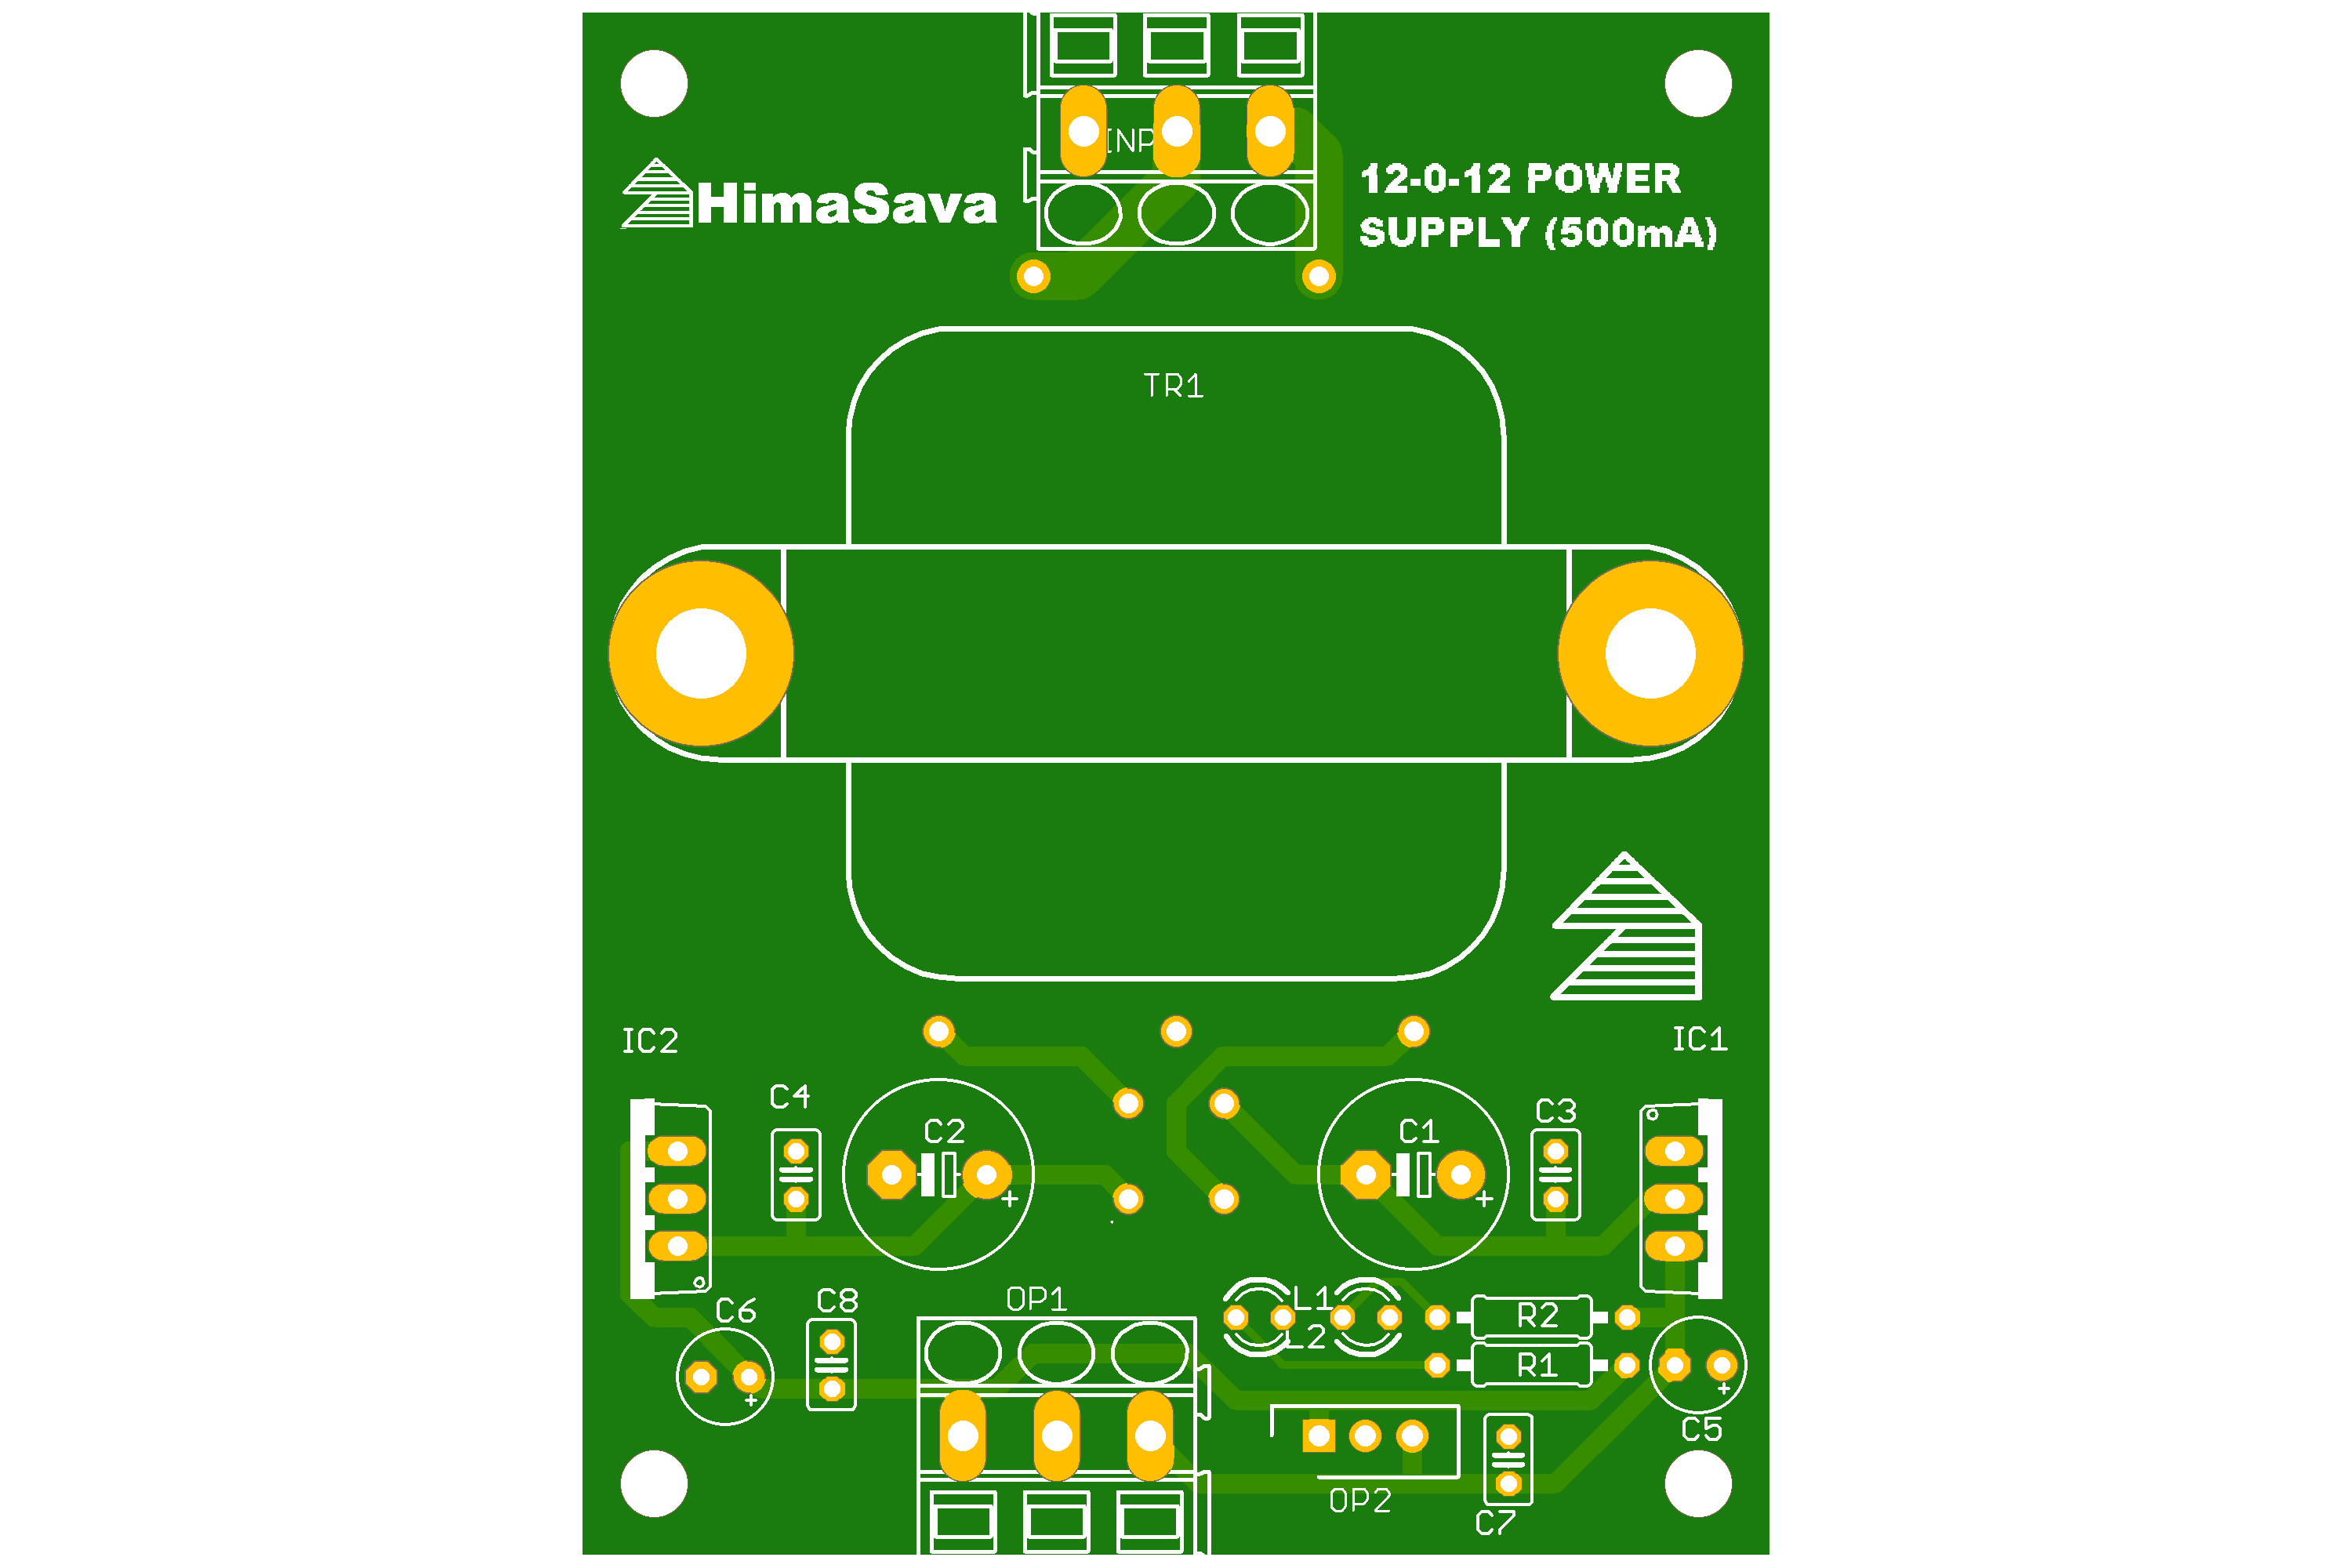 INP
HimaSava
12-0-12 POWER
SUPPLY (500mA)
TR1
IC2
IC1
C4
C3
C2
C1
+
+
C6
C8
OP1
L1
L2
R2
R1
+
+
C5
OP2
C7